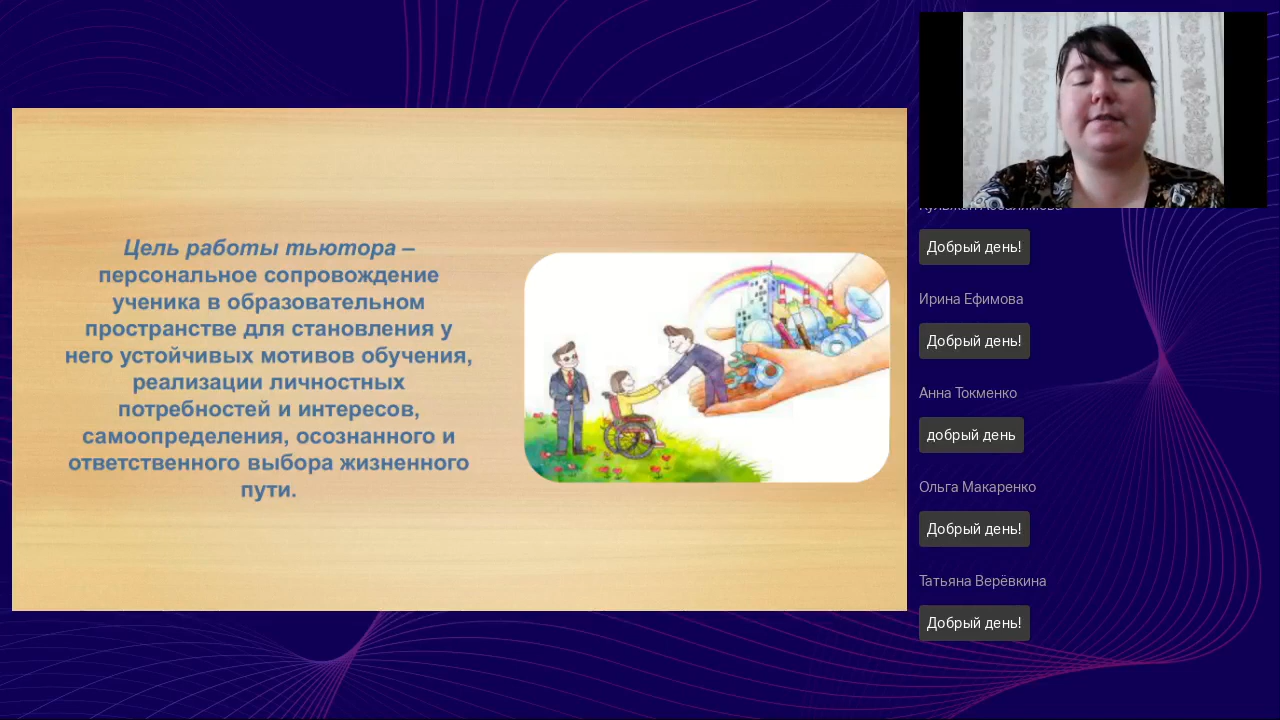 Цель работы тьютора –
персональное сопровождение
ученика в образовательном
пространстве для становления у
него устойчивых мотивов обучения,
реализации личностных
потребностей и интересов,
самоопределения, осознанного и
ответственного выбора жизненного
пути.
Добрый день!
Ирина Ефимова
Добрый день!
Анна Токменко
добрый день
Ольга Макаренко
Добрый день!
Татьяна Верёвкина
Добрый день!